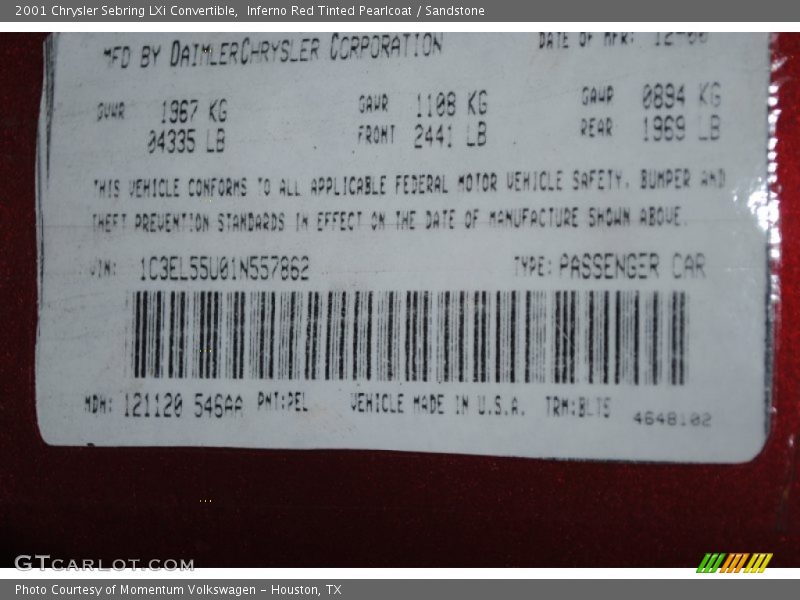 2001 Chrysler Sebring LXi Convertible,  Inferno Red Tinted Pearlcoat / Sandstone
MFD BY DAIMLERCHRYSLER CORPORATION DATE OF MFR: 12-00
GVWR 1967 KG GAWR 1108 KG GAWR 0894 KG
04335 LB FRONT 2441 LB REAR 1969 LB
THIS VEHICLE CONFORMS TO ALL APPLICABLE FEDERAL MOTOR VEHICLE SAFETY, BUMPER AND
THEFT PREVENTION STANDARDS IN EFFECT ON THE DATE OF MANUFACTURE SHOWN ABOVE.
VIN: 1C3EL55U01N557862 TYPE: PASSENGER CAR
MDH: 121120 546AA PNT:PEL VEHICLE MADE IN U.S.A. TRM:BLT5 4648102
GTCARLOT.COM
Photo Courtesy of Momentum Volkswagen - Houston, TX